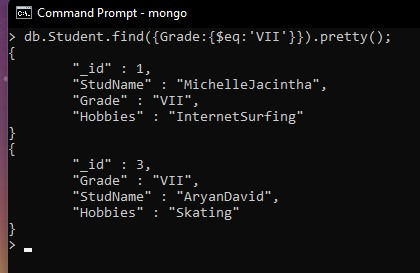 Command Prompt - mongo
> db.Student.find({Grade:{$eq:'VII'}}).pretty();
{
        "_id" : 1,
        "StudName" : "MichelleJacintha",
        "Grade" : "VII",
        "Hobbies" : "InternetSurfing"
}
{
        "_id" : 3,
        "Grade" : "VII",
        "StudName" : "AryanDavid",
        "Hobbies" : "Skating"
}
>